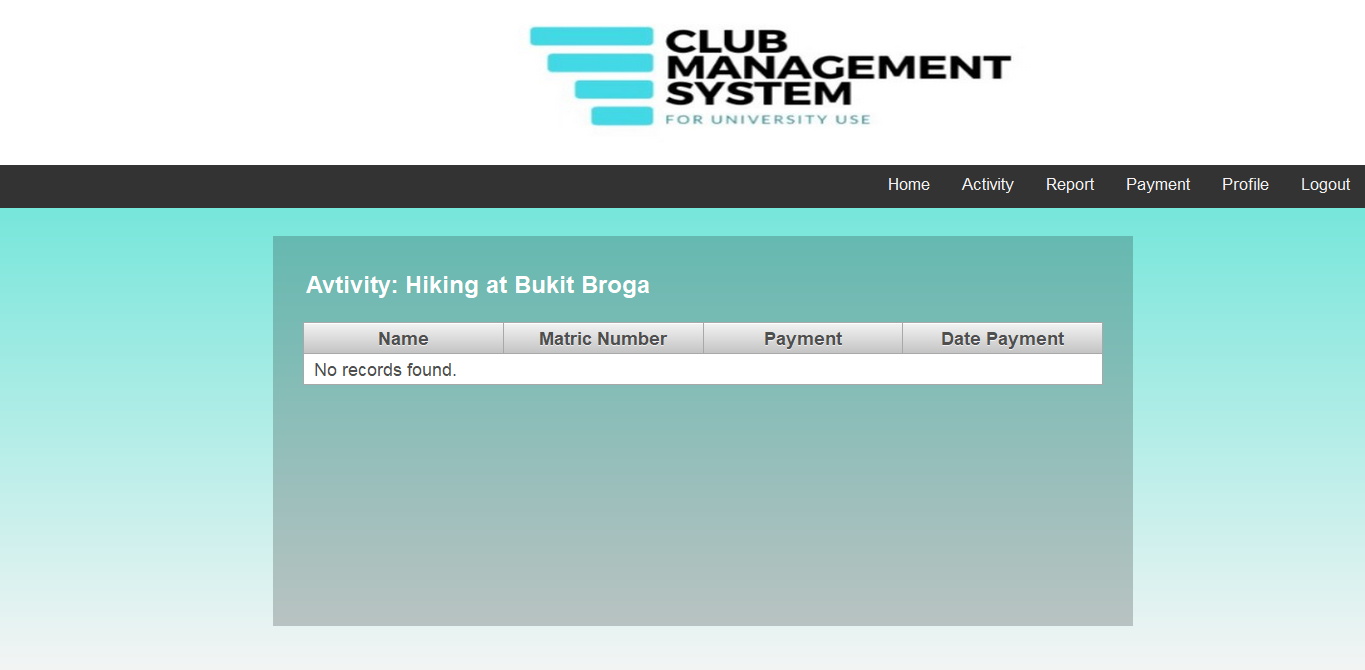 CLUB
MANAGEMENT
SYSTEM
FOR UNIVERSITY USE
Home Activity Report Payment Profile Logout
Avtivity: Hiking at Bukit Broga
Name Matric Number Payment Date Payment
No records found.